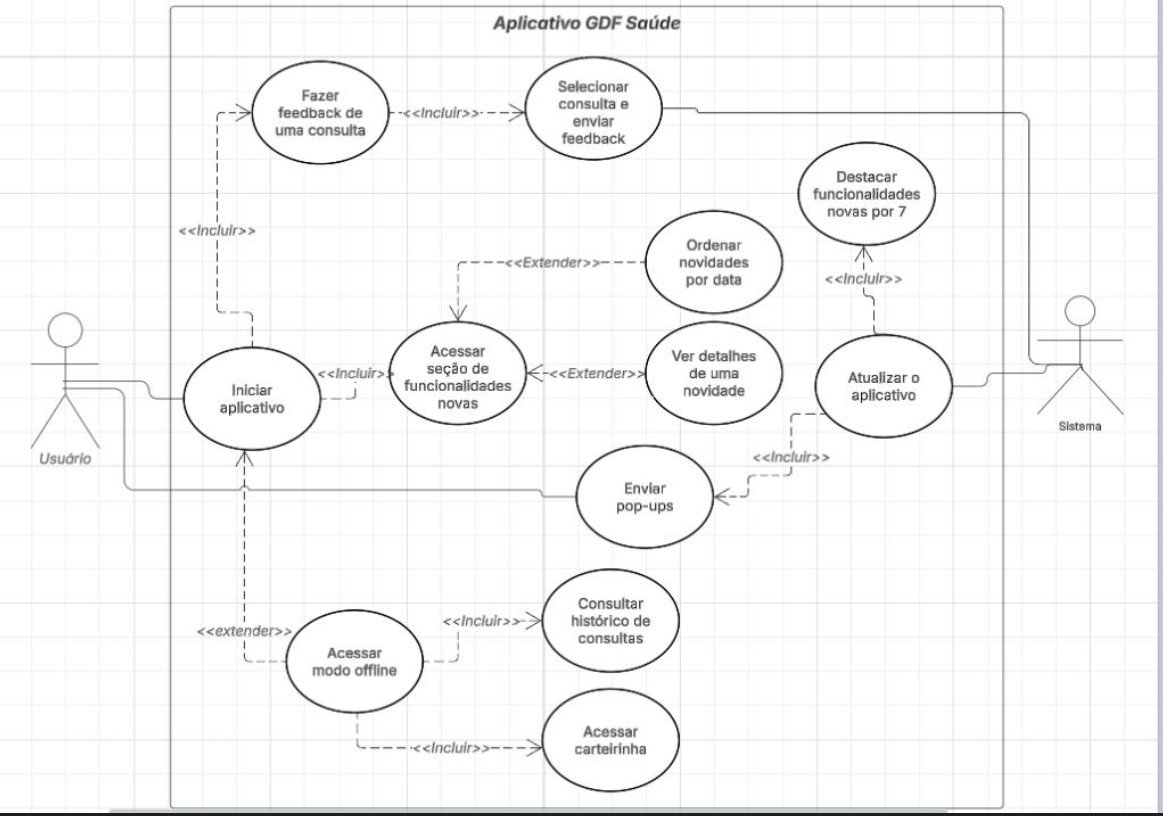 Aplicativo GDF Saúde
Fazer
feedback de
uma consulta
<<Incluir>>
Selecionar
consulta e
enviar
feedback
Destacar
funcionalidades
novas por 7
<<Incluir>>
Ordenar
novidades
por data
<<Extender>>
<<Incluir>>
Acessar
seção de
funcionalidades
novas
<<Incluir>>
<<Extender>>
Ver detalhes
de uma
novidade
Iniciar
aplicativo
Atualizar o
aplicativo
Usuário
Sistema
<<Incluir>>
Enviar
pop-ups
<<extender>>
Acessar
modo offline
<<Incluir>>
Consultar
histórico de
consultas
<<Incluir>>
Acessar
carteirinha